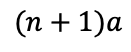 (n + 1)a